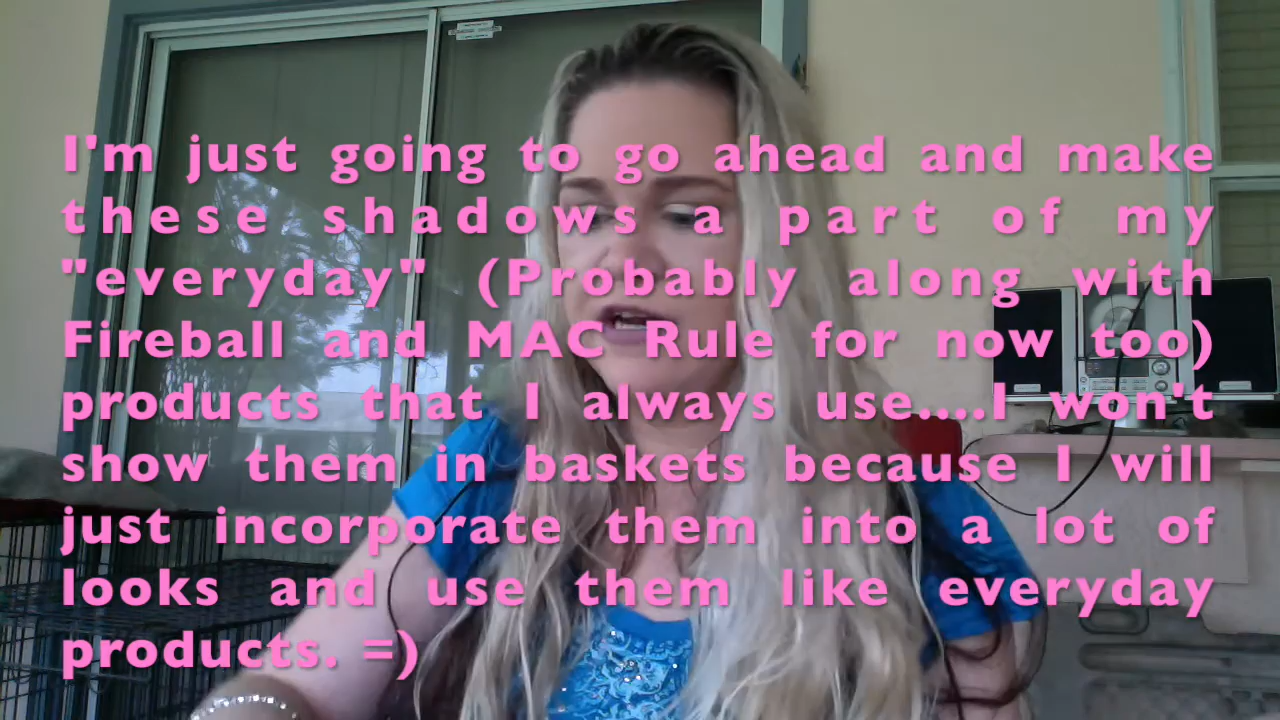 I'm just going to go ahead and make
these shadows a part of my
"everyday" (Probably along with
Fireball and MAC Rule for now too)
products that I always use....I won't
show them in baskets because I will
just incorporate them into a lot of
looks and use them like everyday
products. =)